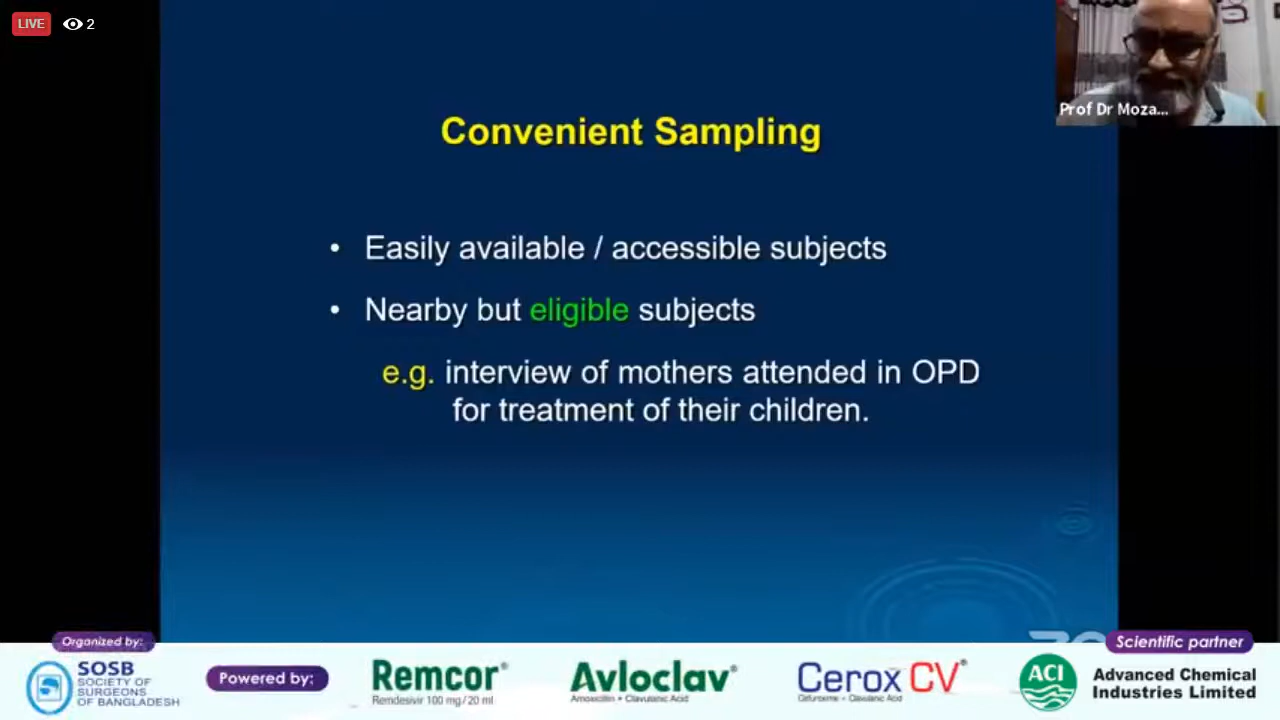 LIVE 2
Prof Dr Moza...
Convenient Sampling
• Easily available / accessible subjects
• Nearby but eligible subjects
e.g. interview of mothers attended in OPD
for treatment of their children.
Organized by:
SOSB
SOCIETY OF
SURGEONS
OF BANGLADESH
Powered by:
Remcor®
Remdesivir 100 mg/20 ml
Avloclav®
Amoxicillin + Clavulanic Acid
Cerox CV®
Cefuroxime + Clavulanic Acid
Scientific partner
ACI
Advanced Chemical
Industries Limited